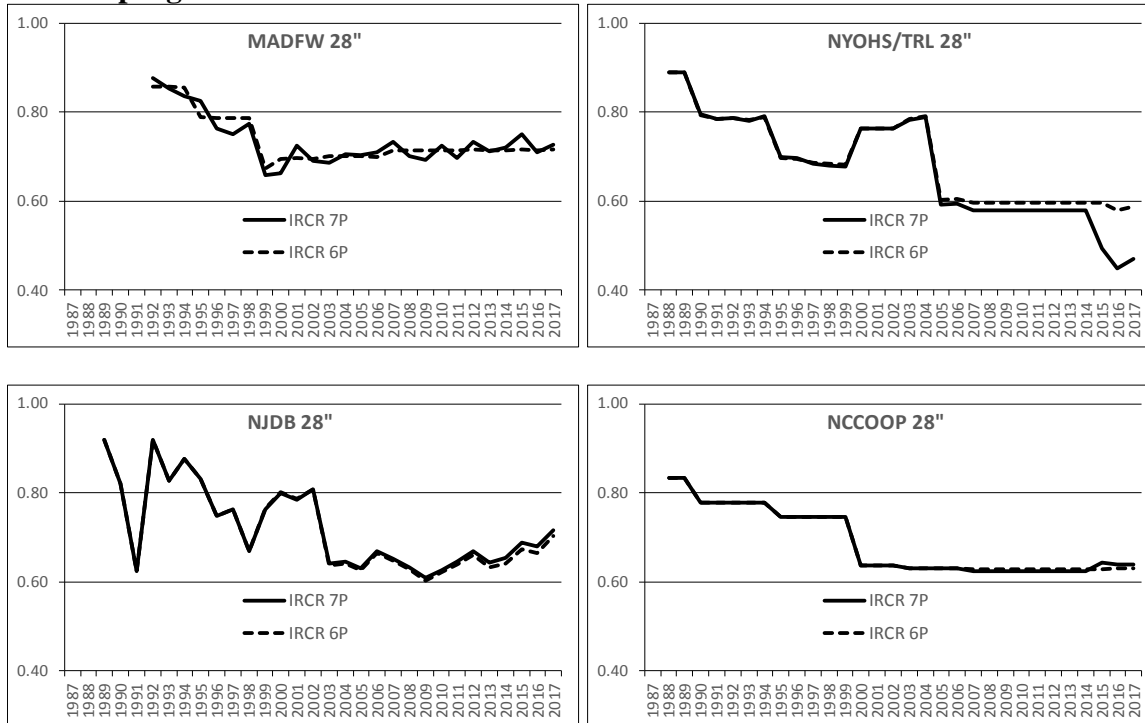 1.00
MADFW 28"
0.80
0.60
IRCR 7P
IRCR 6P
0.40
1987 1988 1989 1990 1991 1992 1993 1994 1995 1996 1997 1998 1999 2000 2001 2002 2003 2004 2005 2006 2007 2008 2009 2010 2011 2012 2013 2014 2015 2016 2017
1.00
NYOHS/TRL 28"
0.80
0.60
IRCR 7P
IRCR 6P
0.40
1987 1988 1989 1990 1991 1992 1993 1994 1995 1996 1997 1998 1999 2000 2001 2002 2003 2004 2005 2006 2007 2008 2009 2010 2011 2012 2013 2014 2015 2016 2017
1.00
NJDB 28"
0.80
0.60
IRCR 7P
IRCR 6P
0.40
1987 1988 1989 1990 1991 1992 1993 1994 1995 1996 1997 1998 1999 2000 2001 2002 2003 2004 2005 2006 2007 2008 2009 2010 2011 2012 2013 2014 2015 2016 2017
1.00
NCCOOP 28"
0.80
0.60
IRCR 7P
IRCR 6P
0.40
1987 1988 1989 1990 1991 1992 1993 1994 1995 1996 1997 1998 1999 2000 2001 2002 2003 2004 2005 2006 2007 2008 2009 2010 2011 2012 2013 2014 2015 2016 2017